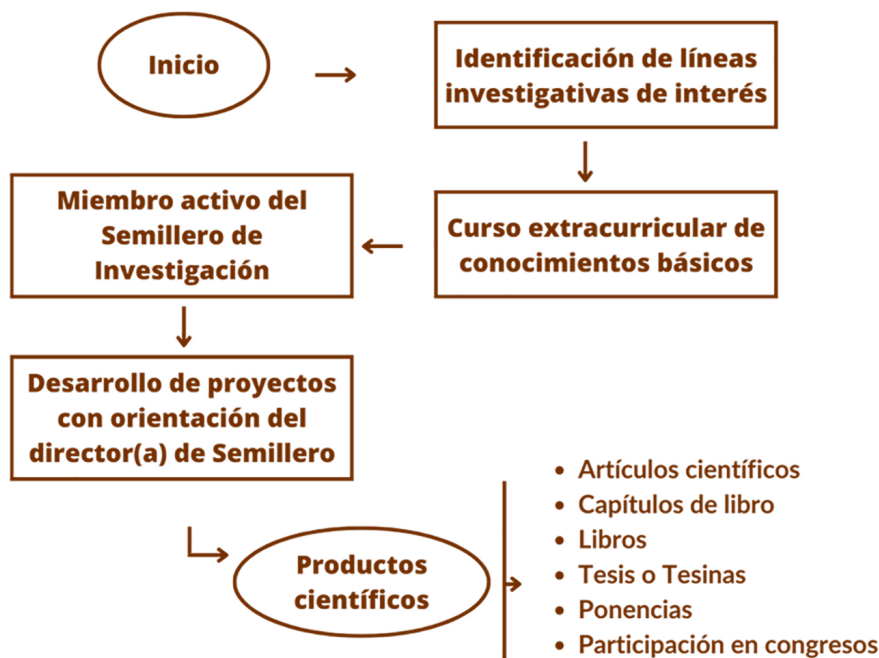 Inicio
Identificación de líneas
investigativas de interés
Curso extracurricular de
conocimientos básicos
Miembro activo del
Semillero de
Investigación
Desarrollo de proyectos
con orientación del
director(a) de Semillero
Productos
científicos
• Artículos científicos
• Capítulos de libro
• Libros
• Tesis o Tesinas
• Ponencias
• Participación en congresos